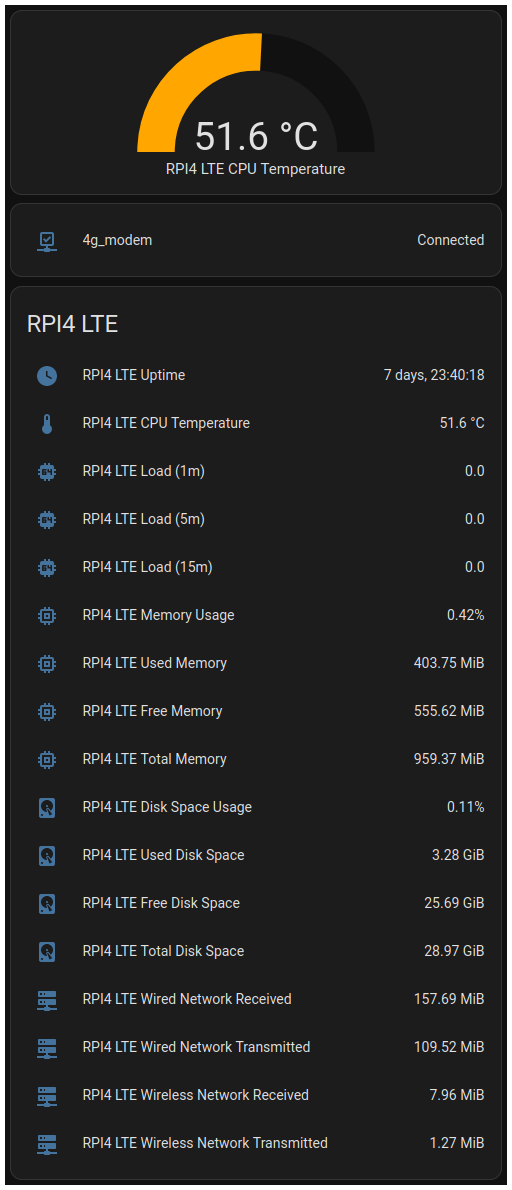 51.6 °C
RPI4 LTE CPU Temperature
4g_modem Connected
RPI4 LTE
RPI4 LTE Uptime 7 days, 23:40:18
RPI4 LTE CPU Temperature 51.6 °C
RPI4 LTE Load (1m) 0.0
RPI4 LTE Load (5m) 0.0
RPI4 LTE Load (15m) 0.0
RPI4 LTE Memory Usage 0.42%
RPI4 LTE Used Memory 403.75 MiB
RPI4 LTE Free Memory 555.62 MiB
RPI4 LTE Total Memory 959.37 MiB
RPI4 LTE Disk Space Usage 0.11%
RPI4 LTE Used Disk Space 3.28 GiB
RPI4 LTE Free Disk Space 25.69 GiB
RPI4 LTE Total Disk Space 28.97 GiB
RPI4 LTE Wired Network Received 157.69 MiB
RPI4 LTE Wired Network Transmitted 109.52 MiB
RPI4 LTE Wireless Network Received 7.96 MiB
RPI4 LTE Wireless Network Transmitted 1.27 MiB